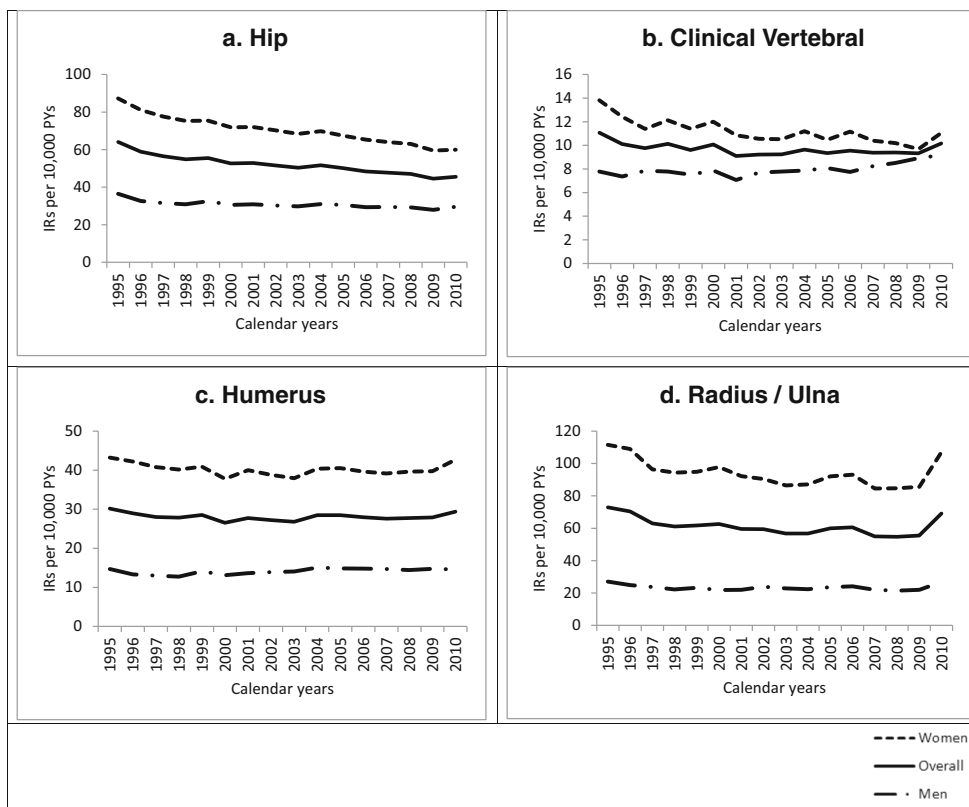 a. Hip
IRs per 10,000 PYs
100
80
60
40
20
0
1995 1996 1997 1998 1999 2000 2001 2002 2003 2004 2005 2006 2007 2008 2009 2010
Calendar years
b. Clinical Vertebral
IRs per 10,000 PYs
16
14
12
10
8
6
4
2
0
1995 1996 1997 1998 1999 2000 2001 2002 2003 2004 2005 2006 2007 2008 2009 2010
Calendar years
c. Humerus
IRs per 10,000 PYs
50
40
30
20
10
0
1995 1996 1997 1998 1999 2000 2001 2002 2003 2004 2005 2006 2007 2008 2009 2010
Calendar years
d. Radius / Ulna
IRs per 10,000 PYs
120
100
80
60
40
20
0
1995 1996 1997 1998 1999 2000 2001 2002 2003 2004 2005 2006 2007 2008 2009 2010
Calendar years
Women
Overall
Men